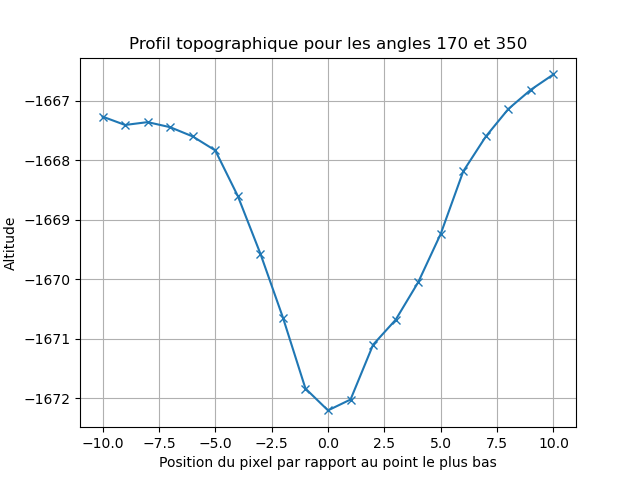 Profil topographique pour les angles 170 et 350
−1667
−1668
−1669
−1670
−1671
−1672
Altitude
−10.0 −7.5 −5.0 −2.5 0.0 2.5 5.0 7.5 10.0
Position du pixel par rapport au point le plus bas